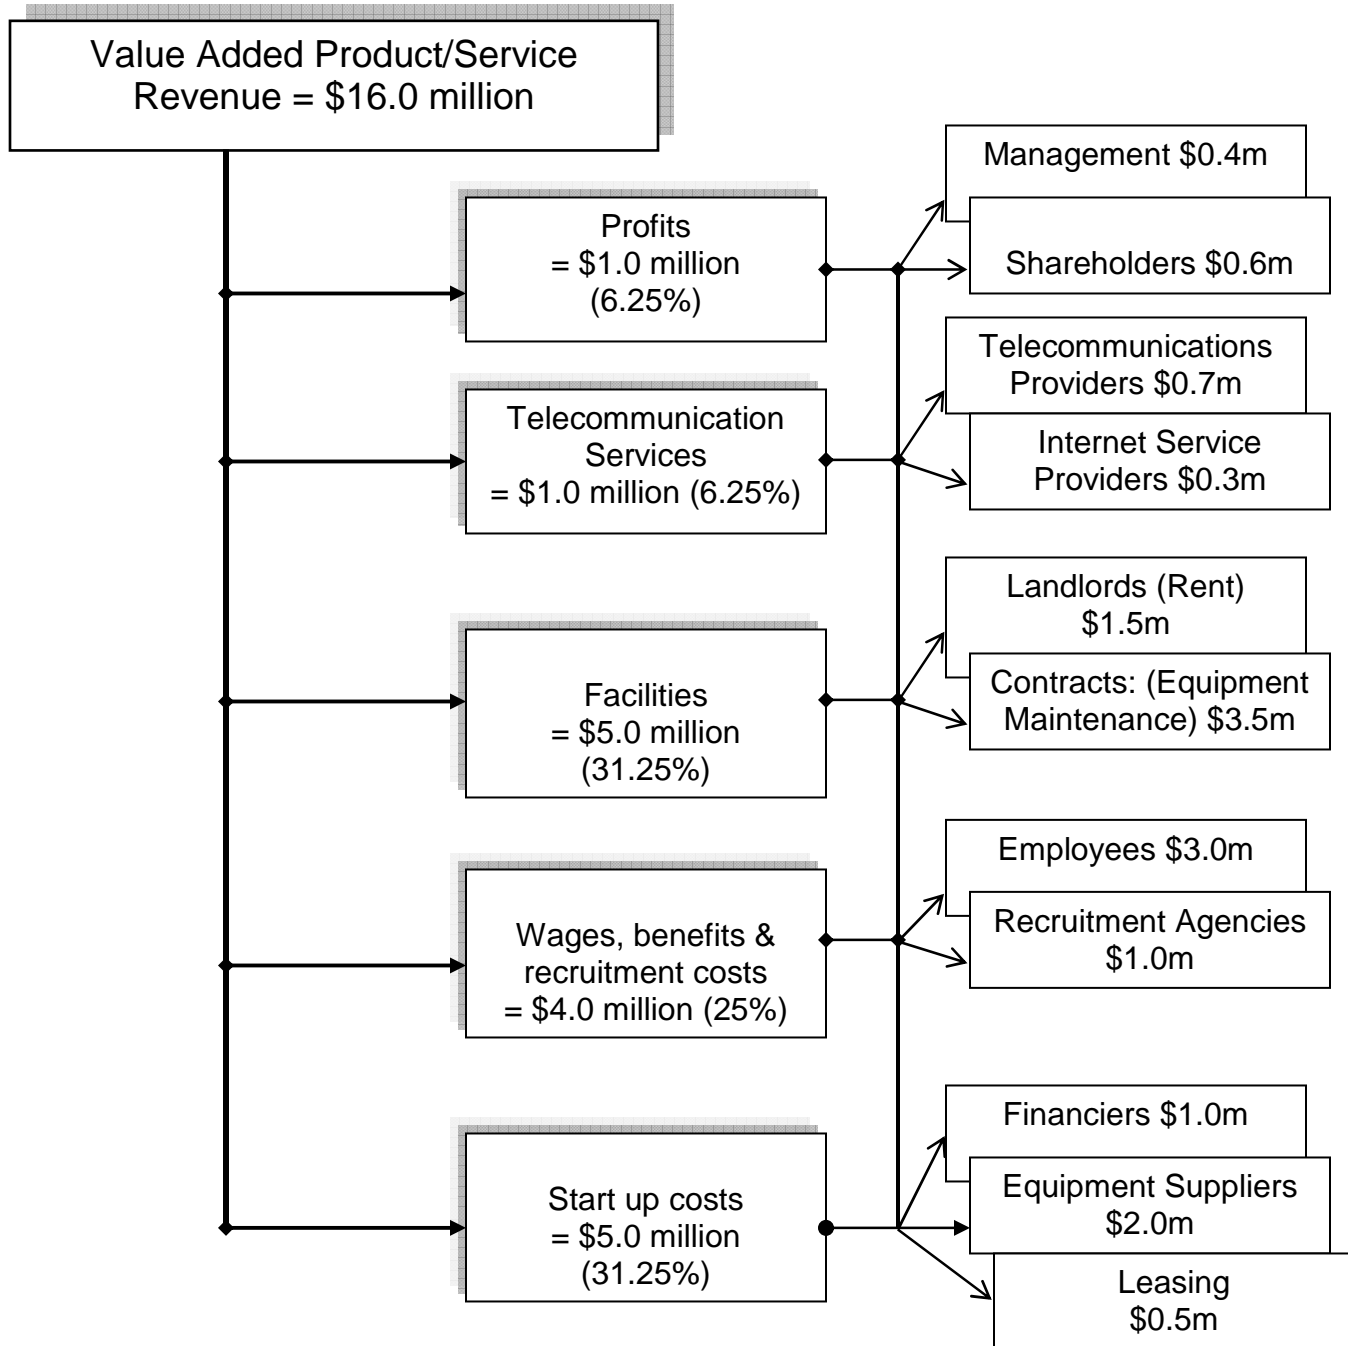 Value Added Product/Service
Revenue = $16.0 million
Profits
= $1.0 million
(6.25%)
Management $0.4m
Shareholders $0.6m
Telecommunication
Services
= $1.0 million (6.25%)
Telecommunications
Providers $0.7m
Internet Service
Providers $0.3m
Facilities
= $5.0 million
(31.25%)
Landlords (Rent)
$1.5m
Contracts: (Equipment
Maintenance) $3.5m
Wages, benefits &
recruitment costs
= $4.0 million (25%)
Employees $3.0m
Recruitment Agencies
$1.0m
Start up costs
= $5.0 million
(31.25%)
Financiers $1.0m
Equipment Suppliers
$2.0m
Leasing
$0.5m